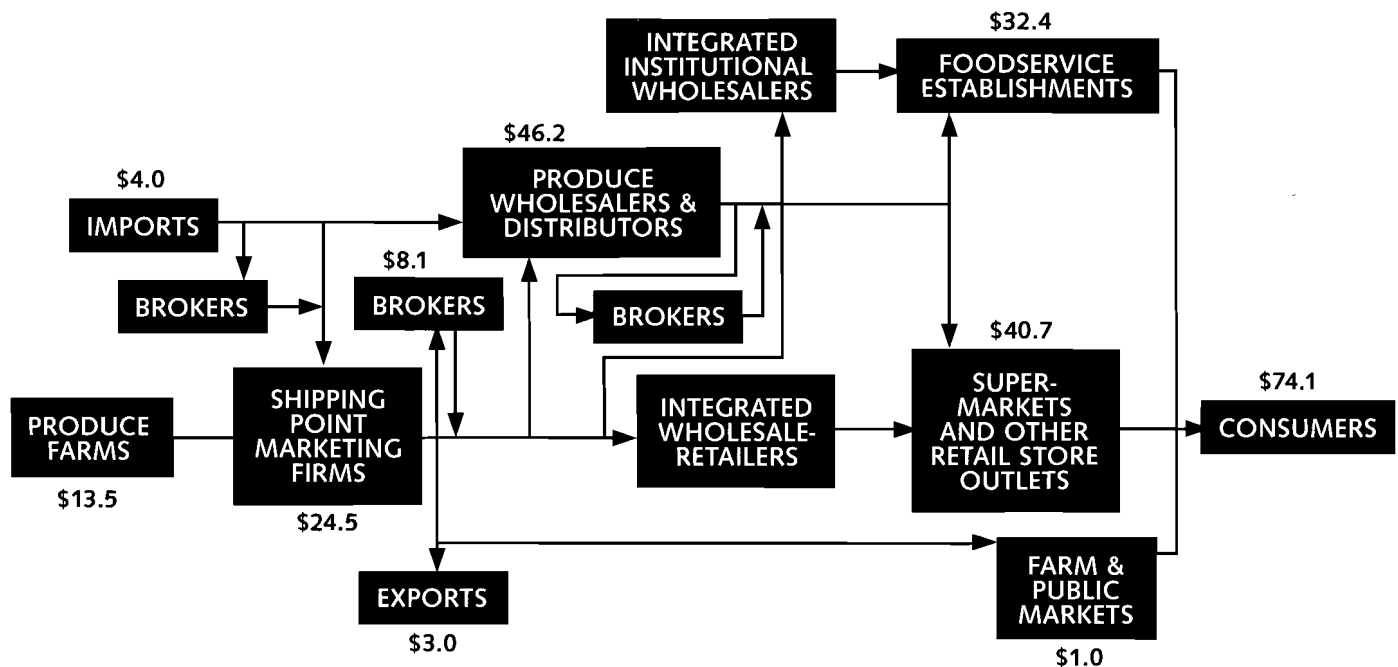 $32.4
INTEGRATED
INSTITUTIONAL
WHOLESALERS
FOODSERVICE
ESTABLISHMENTS
$46.2
PRODUCE
WHOLESALERS &
DISTRIBUTORS
$4.0
IMPORTS
BROKERS
$8.1
BROKERS
BROKERS
$40.7
SUPER-
MARKETS
AND OTHER
RETAIL STORE
OUTLETS
$74.1
CONSUMERS
PRODUCE
FARMS
$13.5
SHIPPING
POINT
MARKETING
FIRMS
$24.5
INTEGRATED
WHOLESALE-
RETAILERS
EXPORTS
$3.0
FARM &
PUBLIC
MARKETS
$1.0